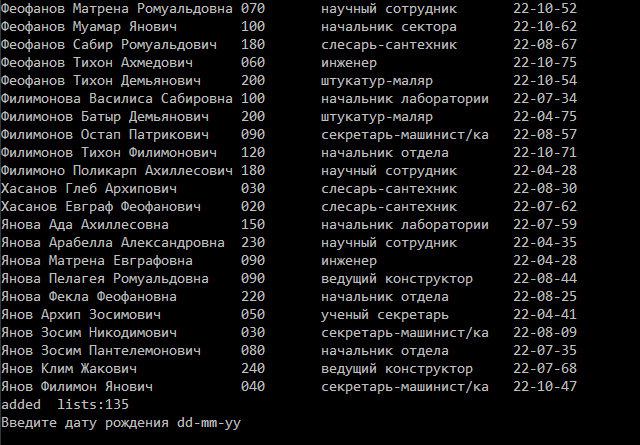 Феофанов Матрена Ромуальдовна 070 научный сотрудник 22-10-52
Феофанов Муамар Янович 100 начальник сектора 22-10-62
Феофанов Сабир Ромуальдович 180 слесарь-сантехник 22-08-67
Феофанов Тихон Ахмедович 060 инженер 22-10-75
Феофанов Тихон Демьянович 200 штукатур-маляр 22-10-54
Филимонова Василиса Сабировна 100 начальник лаборатории 22-07-34
Филимонов Батыр Демьянович 200 штукатур-маляр 22-04-75
Филимонов Остап Патрикович 090 секретарь-машинист/ка 22-08-57
Филимонов Тихон Филимонович 120 начальник отдела 22-10-71
Филимоно Поликарп Ахиллесович 180 научный сотрудник 22-04-28
Хасанов Глеб Архипович 030 слесарь-сантехник 22-08-30
Хасанов Евграф Феофанович 020 слесарь-сантехник 22-07-62
Янова Ада Ахиллесовна 150 начальник лаборатории 22-07-59
Янова Арабелла Александровна 230 научный сотрудник 22-04-35
Янова Матрена Евграфовна 090 инженер 22-04-28
Янова Пелагея Ромуальдовна 090 ведущий конструктор 22-08-44
Янова Фекла Феофановна 220 начальник отдела 22-08-25
Янов Архип Зосимович 050 ученый секретарь 22-04-41
Янов Зосим Никодимович 030 секретарь-машинист/ка 22-08-09
Янов Зосим Пантелемонович 080 начальник отдела 22-07-35
Янов Клим Жакович 240 ведущий конструктор 22-07-68
Янов Филимон Янович 040 секретарь-машинист/ка 22-10-47
added lists:135
Введите дату рождения dd-mm-yy